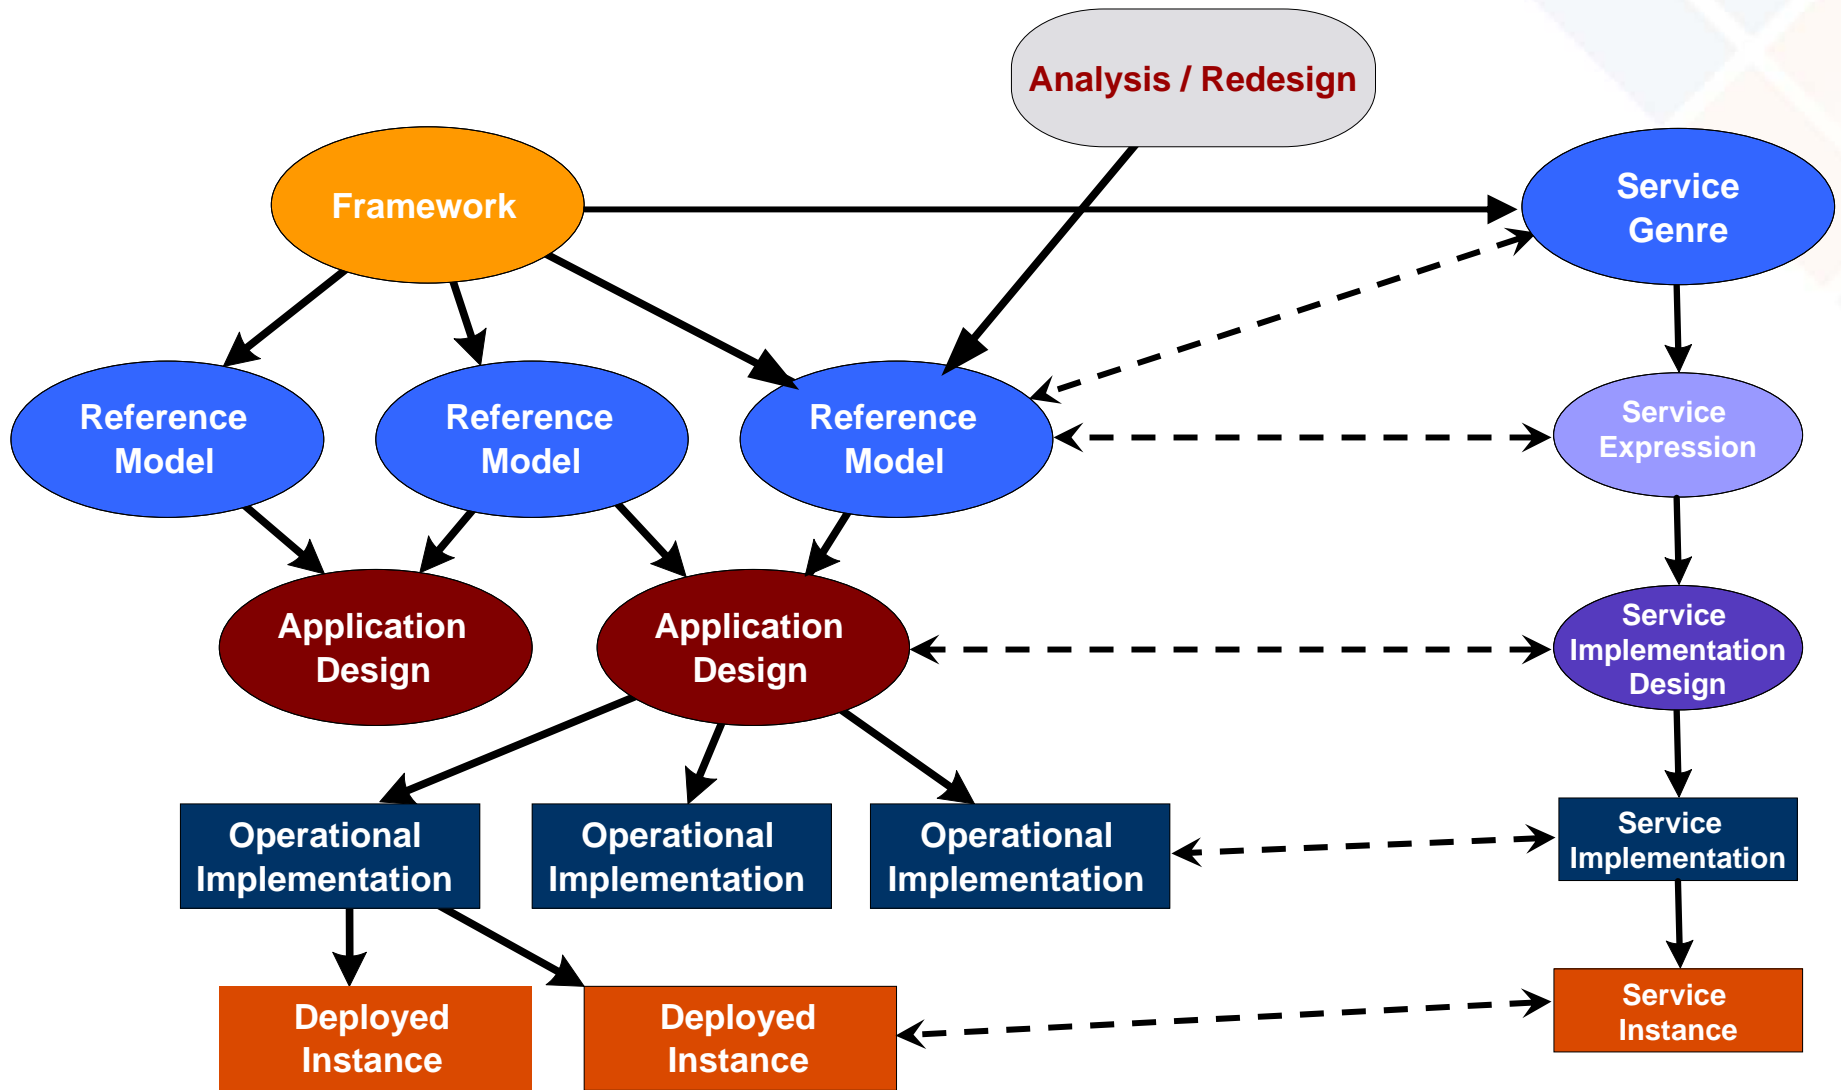 Analysis / Redesign
Framework
Service
Genre
Reference
Model
Reference
Model
Reference
Model
Service
Expression
Application
Design
Application
Design
Service
Implementation
Design
Operational
Implementation
Operational
Implementation
Operational
Implementation
Service
Implementation
Deployed
Instance
Deployed
Instance
Service
Instance